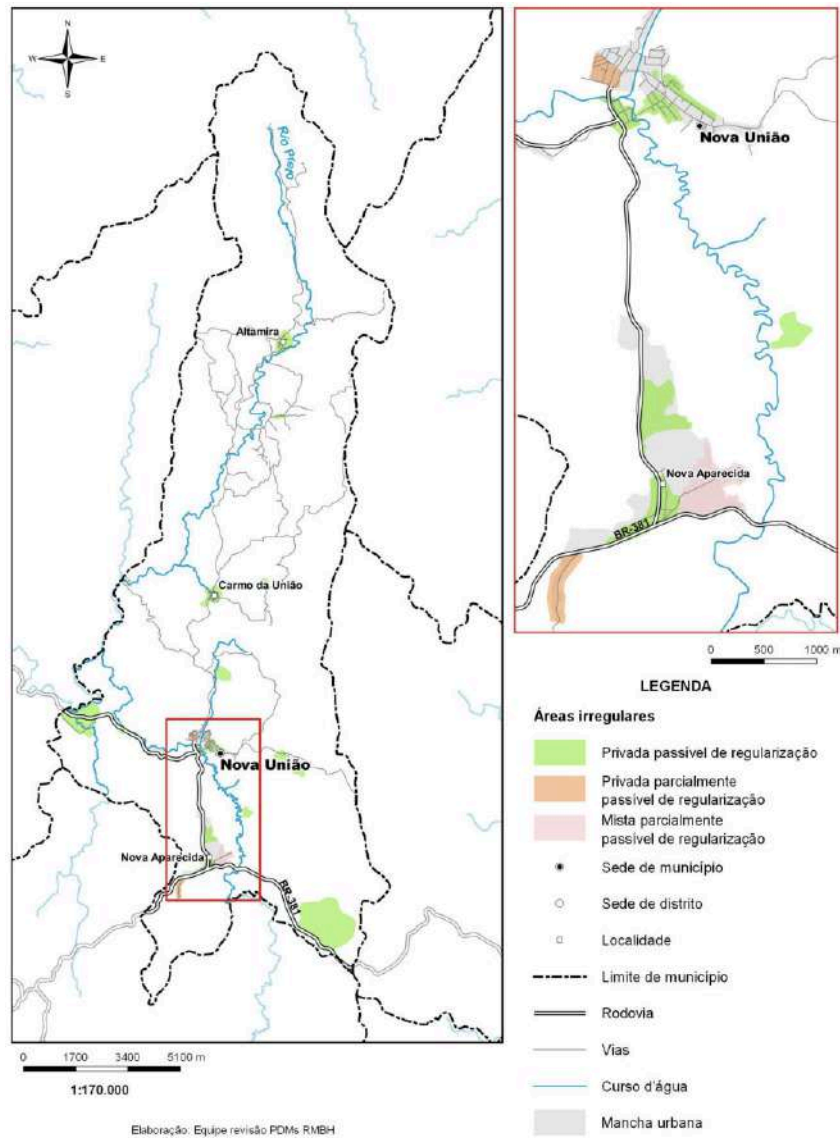 N
W E
S
Rio Preto
Altamira
Carmo da União
Nova União
Nova Aparecida
BR-381
0 1700 3400 5100 m
1:170.000
Elaboração: Equipe revisão PDMs RMBH
Nova União
Nova Aparecida
BR-381
0 500 1000 m
LEGENDA
Áreas irregulares
Privada passível de regularização
Privada parcialmente
passível de regularização
Mista parcialmente
passível de regularização
Sede de município
Sede de distrito
Localidade
Limite de município
Rodovia
Vias
Curso d'água
Mancha urbana